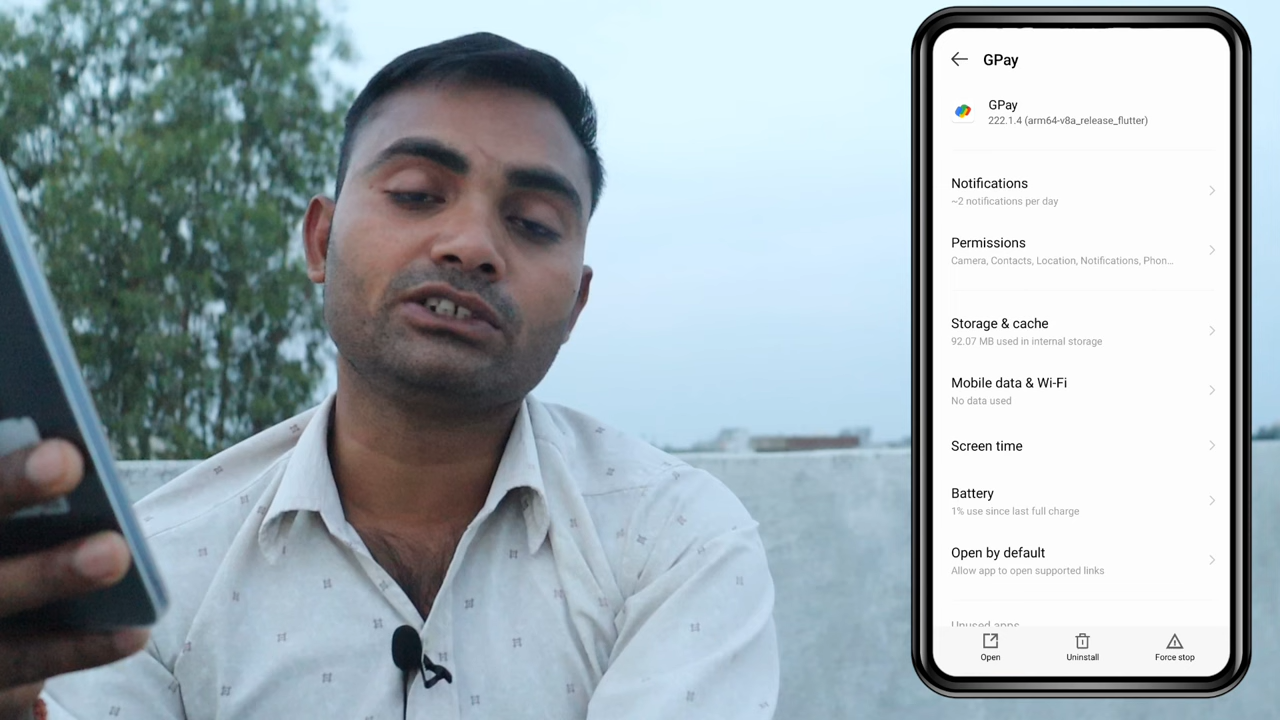 GPay
GPay
222.1.4 (arm64-v8a_release_flutter)
Notifications
~2 notifications per day
Permissions
Camera, Contacts, Location, Notifications, Phon...
Storage & cache
92.07 MB used in internal storage
Mobile data & Wi-Fi
No data used
Screen time
Battery
1% use since last full charge
Open by default
Allow app to open supported links
Unused apps
Open
Uninstall
Force stop